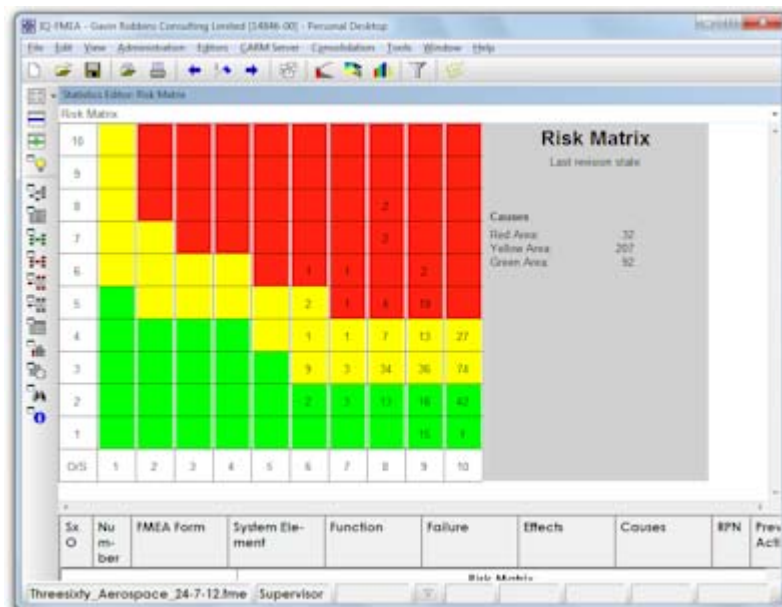 IQ-FMEA - Gavin Robbins Consulting Limited [14846-00] - Personal Desktop
File Edit View Administration Editors CARM Server Consolidation Tools Window Help
Statistics Editor: Risk Matrix
Risk Matrix
Risk Matrix
Last revision state
Causes
Red Area: 32
Yellow Area: 207
Green Area: 92
10
9
8 2
7
6 1 1 2
5 2 1 4 19
4 1 1 7 13 27
3 9 3 34 36 74
2 2 3 13 16 42
1 15 1
O/S 1 2 3 4 5 6 7 8 9 10
Sx O Nu m- ber FMEA Form System Ele- ment Function Failure Effects Causes RPN Prev Acti
Risk Matrix
Threesixty_Aerospace_24-7-12.fme Supervisor